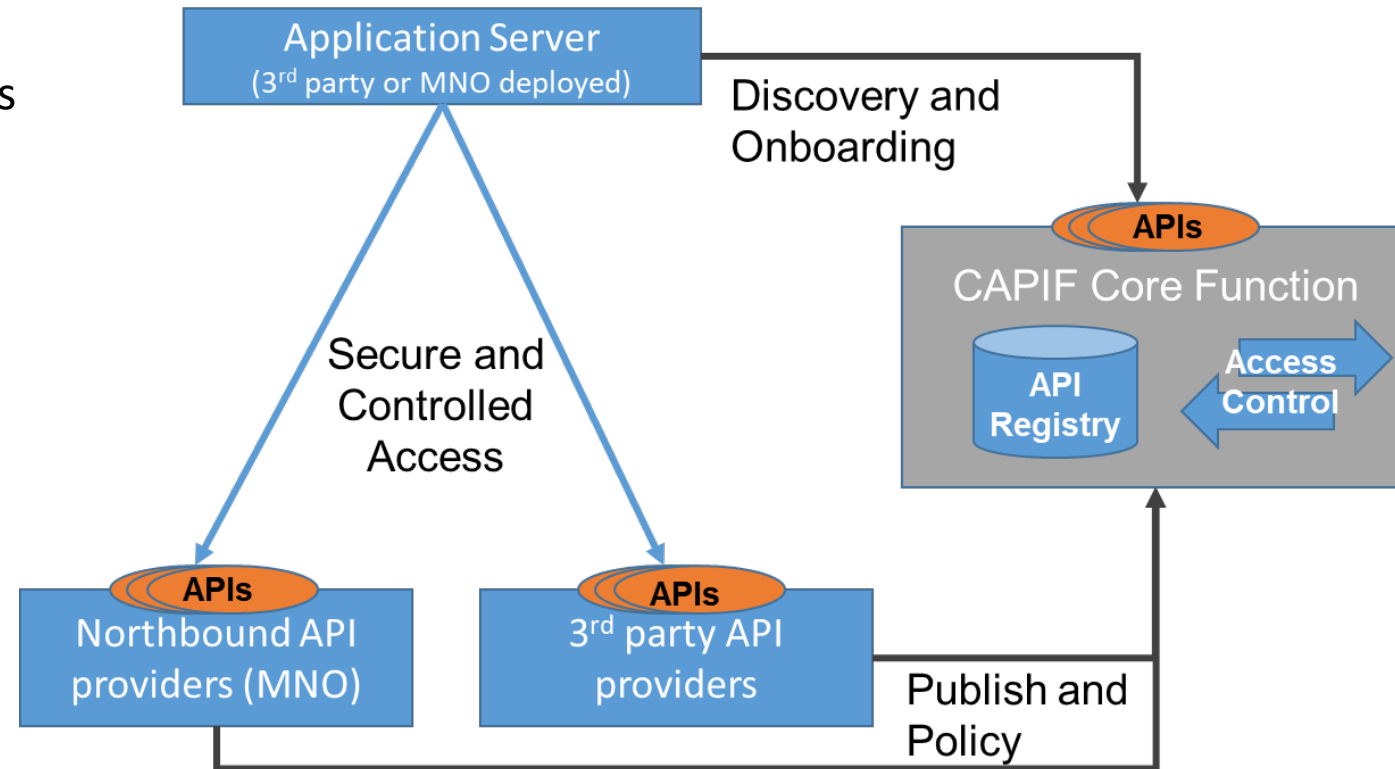 Application Server
(3rd party or MNO deployed)
s
Discovery and
Onboarding
APIs
CAPIF Core Function
API
Registry
Access
Control
Secure and
Controlled
Access
APIs
Northbound API
providers (MNO)
APIs
3rd party API
providers
Publish and
Policy